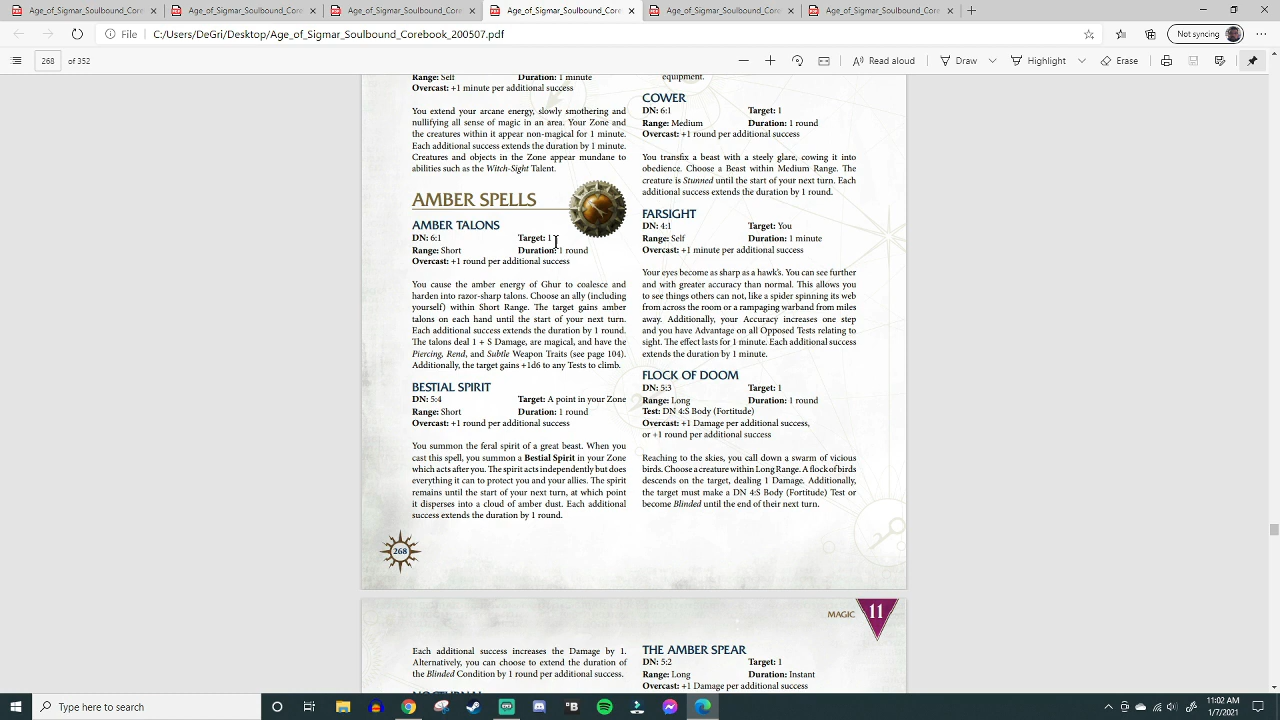 Age_of_Sigmar_Soulbound_Coreb
Age_of_Sigmar_Soulbound_Coreb
Age_of_Sigmar_Soulbound_Coreb
Age_of_Sigmar_Soulbound_Coreb
Age_of_Sigmar_Soulbound_Coreb
Age_of_Sigmar_Soulbound_Coreb
File C:/Users/DeGri/Desktop/Age_of_Sigmar_Soulbound_Corebook_200507.pdf Not syncing
268 of 352 Read aloud Draw Highlight Erase
Range: Self Duration: 1 minute
Overcast: +1 minute per additional success
You extend your arcane energy, slowly smothering and
nullifying all sense of magic in an area. Your Zone and
the creatures within it appear non-magical for 1 minute.
Each additional success extends the duration by 1 minute.
Creatures and objects in the Zone appear mundane to
abilities such as the Witch-Sight Talent.
AMBER SPELLS
AMBER TALONS
DN: 6:1 Target: 1
Range: Short Duration: 1 round
Overcast: +1 round per additional success
You cause the amber energy of Ghur to coalesce and
harden into razor-sharp talons. Choose an ally (including
yourself) within Short Range. The target gains amber
talons on each hand until the start of your next turn.
Each additional success extends the duration by 1 round.
The talons deal 1 + S Damage, are magical, and have the
Piercing, Rend, and Subtle Weapon Traits (see page 104).
Additionally, the target gains +1d6 to any Tests to climb.
BESTIAL SPIRIT
DN: 5:4 Target: A point in your Zone
Range: Short Duration: 1 round
Overcast: +1 round per additional success
You summon the feral spirit of a great beast. When you
cast this spell, you summon a Bestial Spirit in your Zone
which acts after you. The spirit acts independently but does
everything it can to protect you and your allies. The spirit
remains until the start of your next turn, at which point
it disperses into a cloud of amber dust. Each additional
success extends the duration by 1 round.
268
equipment.
COWER
DN: 6:1 Target: 1
Range: Medium Duration: 1 round
Overcast: +1 round per additional success
You transfix a beast with a steely glare, cowing it into
obedience. Choose a Beast within Medium Range. The
creature is Stunned until the start of your next turn. Each
additional success extends the duration by 1 round.
FARSIGHT
DN: 4:1 Target: You
Range: Self Duration: 1 minute
Overcast: +1 minute per additional success
Your eyes become as sharp as a hawk's. You can see further
and with greater accuracy than normal. This allows you
to see things others can not, like a spider spinning its web
from across the room or a rampaging warband from miles
away. Additionally, your Accuracy increases one step
and you have Advantage on all Opposed Tests relating to
sight. The effect lasts for 1 minute. Each additional success
extends the duration by 1 minute.
FLOCK OF DOOM
DN: 5:3 Target: 1
Range: Long Duration: 1 round
Test: DN 4:S Body (Fortitude)
Overcast: +1 Damage per additional success,
or +1 round per additional success
Reaching to the skies, you call down a swarm of vicious
birds. Choose a creature within Long Range. A flock of birds
descends on the target, dealing 1 Damage. Additionally,
the target must make a DN 4:S Body (Fortitude) Test or
become Blinded until the end of their next turn.
MAGIC 11
Each additional success increases the Damage by 1.
Alternatively, you can choose to extend the duration of
the Blinded Condition by 1 round per additional success.
NOCTURNAL
THE AMBER SPEAR
DN: 5:2 Target: 1
Range: Long Duration: Instant
Overcast: +1 Damage per additional success
Type here to search
11:02 AM
1/7/2021